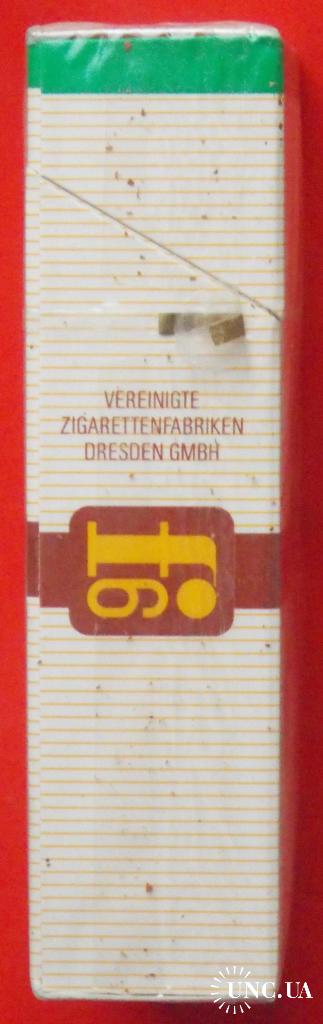 VEREINIGTE
ZIGARETTENFABRIKEN
DRESDEN GMBH
f6
UNC.UA